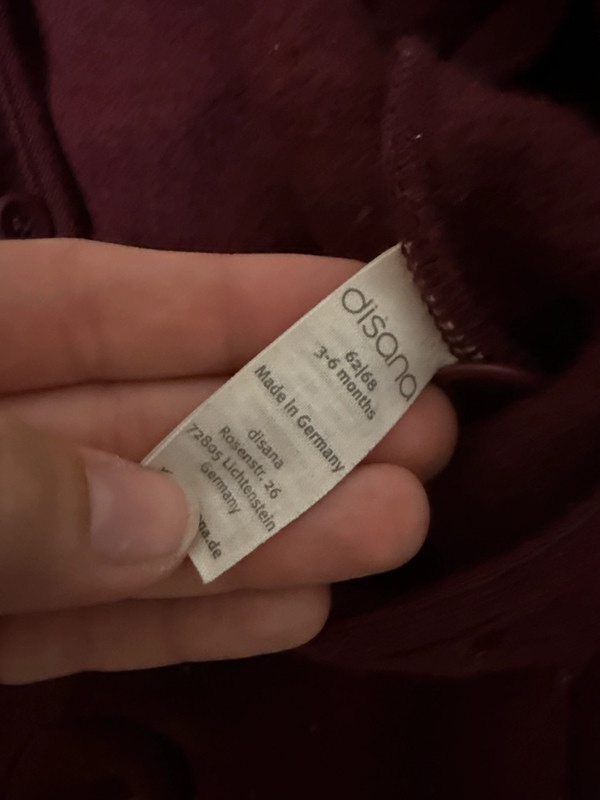 disana
62|68
3-6 months
Made in Germany
disana
Rosenstr. 26
72805 Lichtenstein
Germany